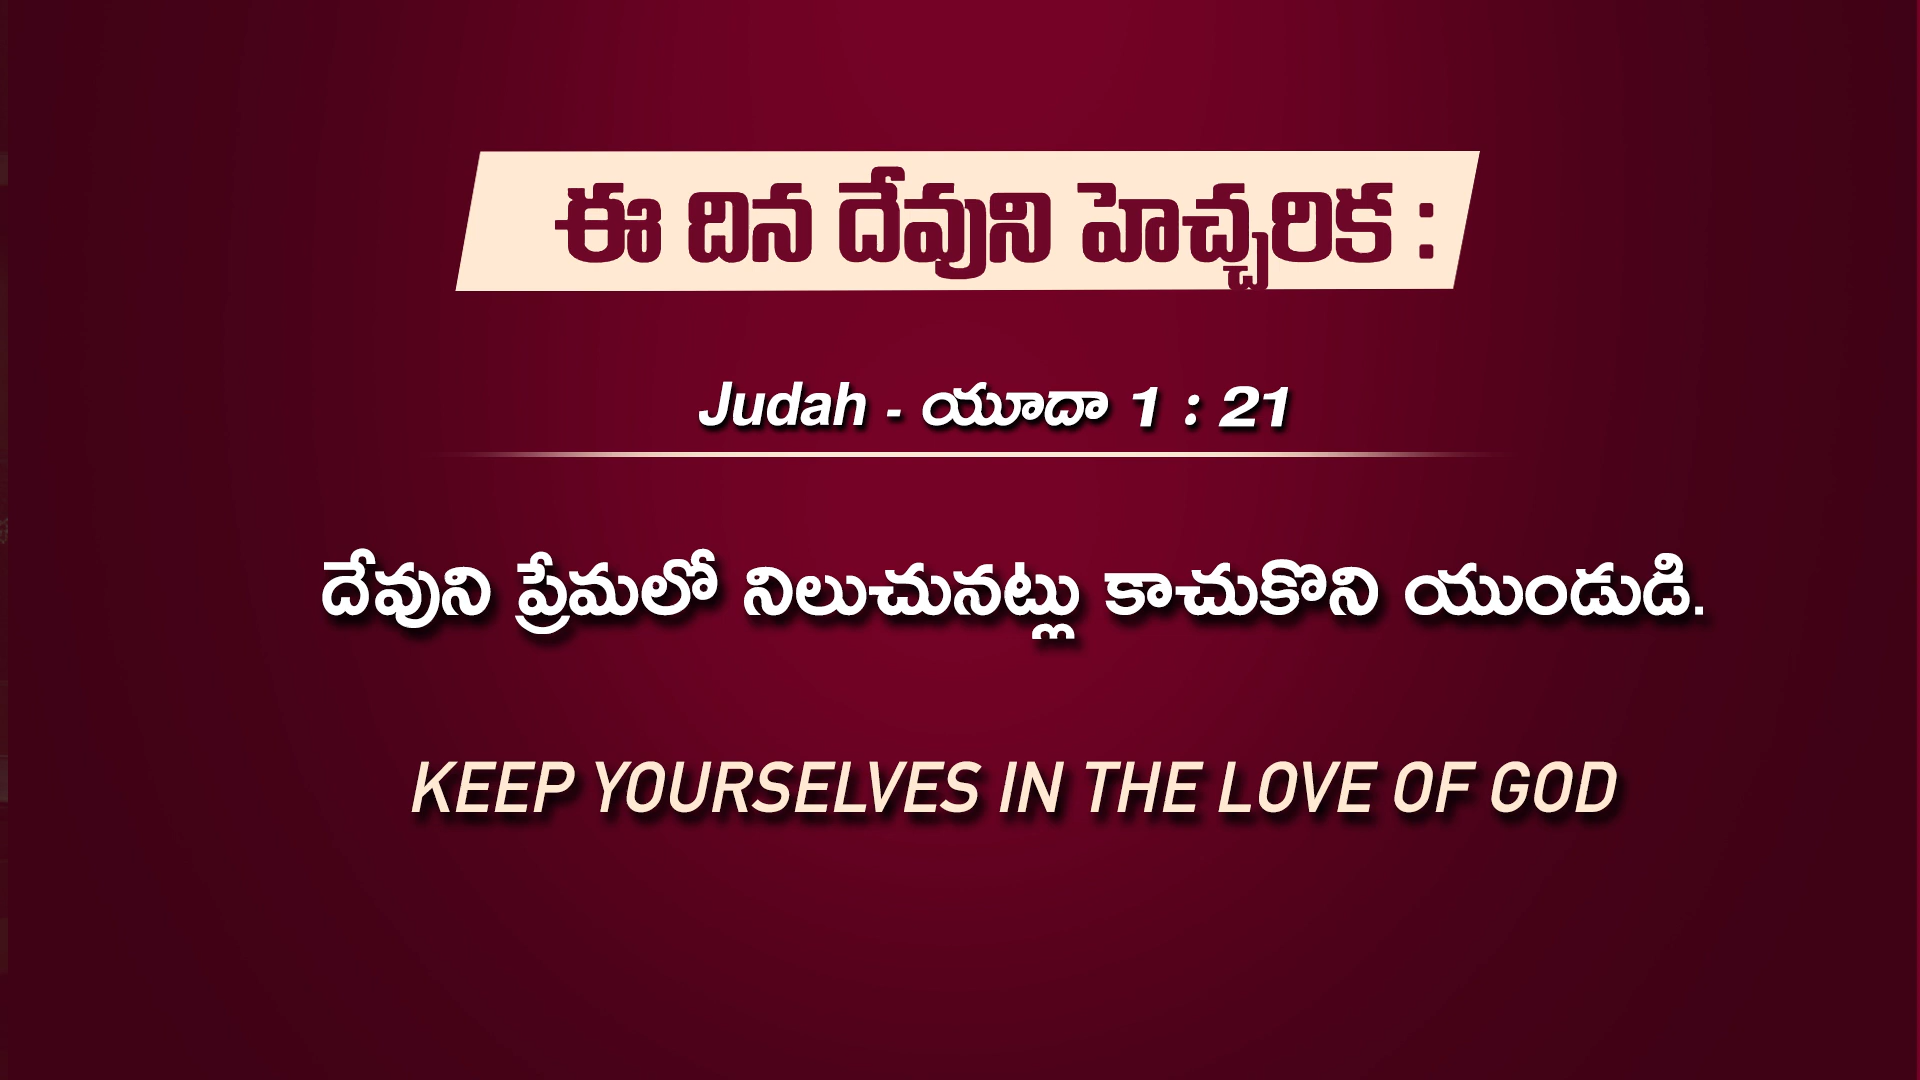 ఈ దిన దేవుని హెచ్చరిక :
Judah - యూదా 1 : 21
దేవుని ప్రేమలో నిలుచునట్లు కాచుకొని యుండుడి.
KEEP YOURSELVES IN THE LOVE OF GOD